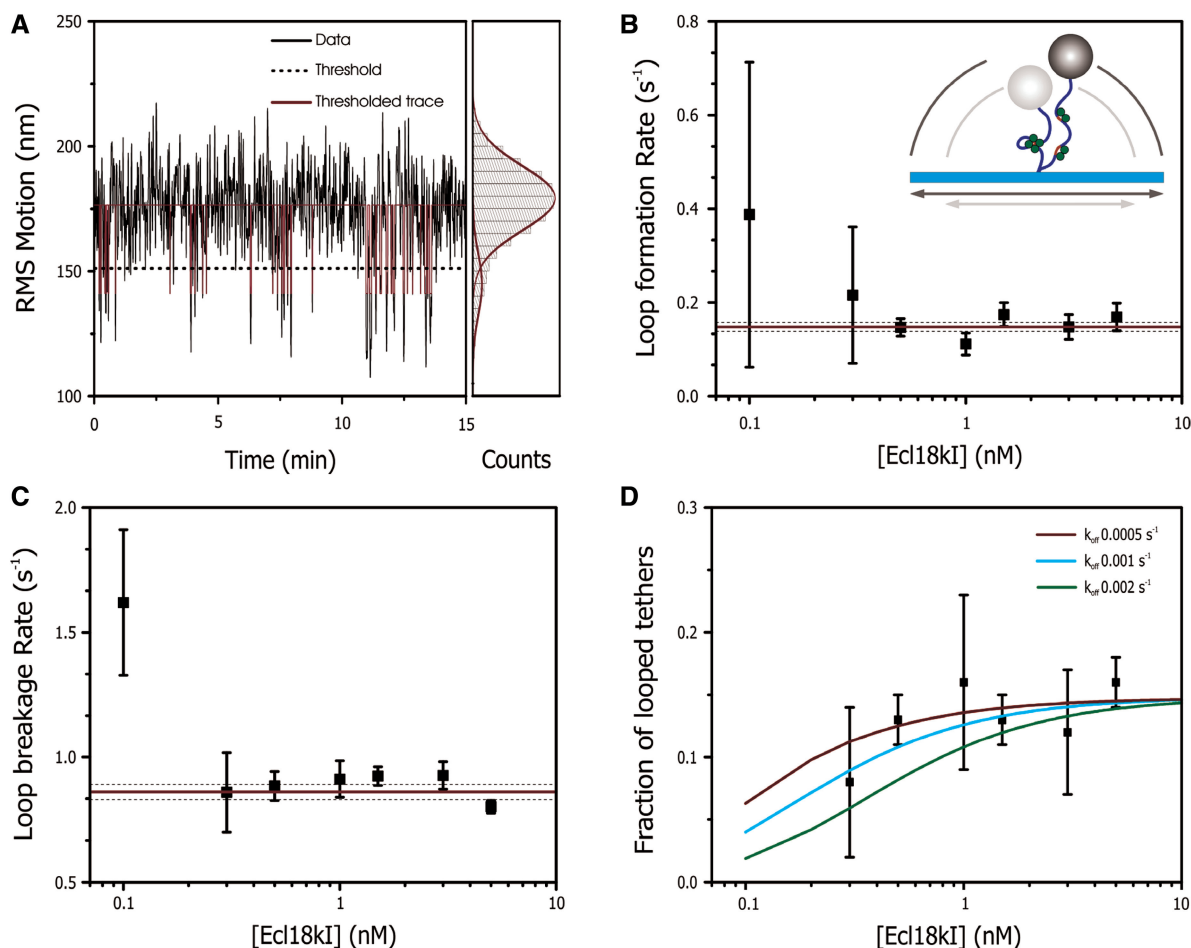 A
RMS Motion (nm)
250
200
150
100
Data
Threshold
Thresholded trace
0
5
10
15
Time (min)
Counts
B
Loop formation Rate (s⁻¹)
0.8
0.6
0.4
0.2
0.0
0.1
1
10
[Ecl18kI] (nM)
C
Loop breakage Rate (s⁻¹)
2.0
1.5
1.0
0.5
0.1
1
10
[Ecl18kI] (nM)
D
Fraction of looped tethers
0.3
0.2
0.1
0.0
k_off 0.0005 s⁻¹
k_off 0.001 s⁻¹
k_off 0.002 s⁻¹
0.1
1
10
[Ecl18kI] (nM)